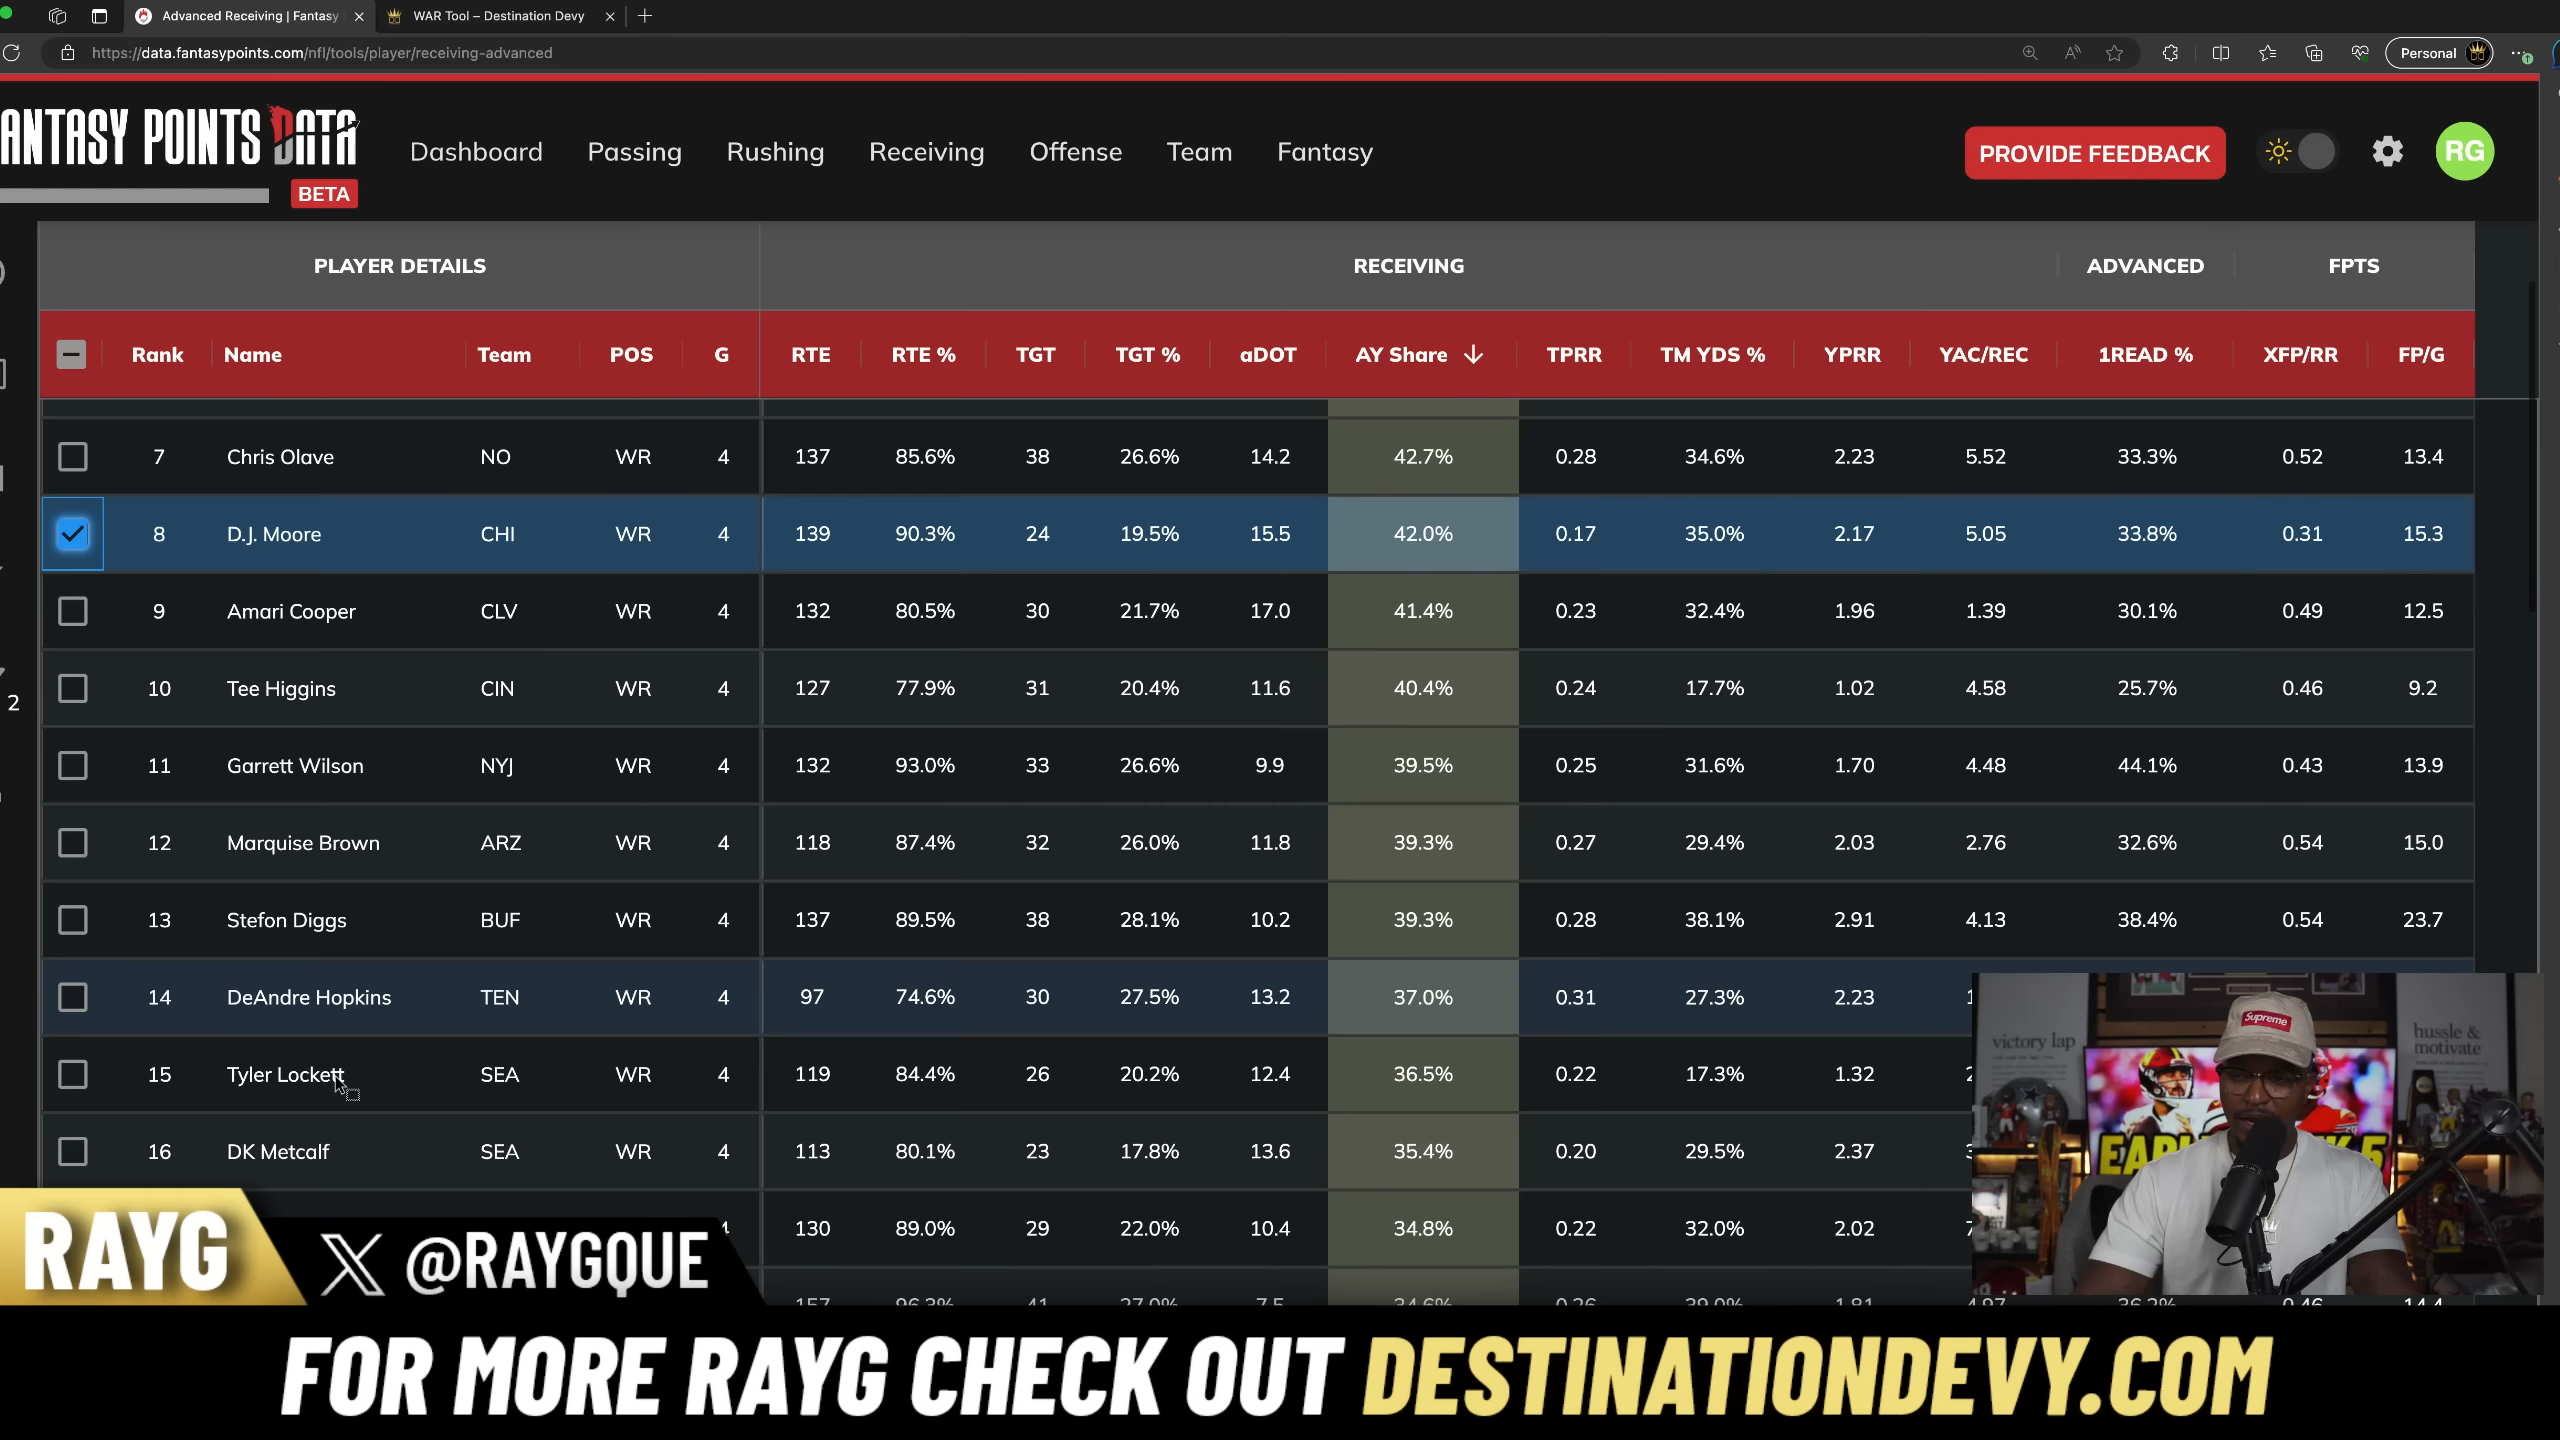 Advanced Receiving | Fantasy
WAR Tool – Destination Devy
https://data.fantasypoints.com/nfl/tools/player/receiving-advanced
Personal
ANTASY POINTS DATA
BETA
Dashboard Passing Rushing Receiving Offense Team Fantasy
PROVIDE FEEDBACK
RG
PLAYER DETAILS RECEIVING ADVANCED FPTS
Rank Name Team POS G RTE RTE % TGT TGT % aDOT AY Share TPRR TM YDS % YPRR YAC/REC 1READ % XFP/RR FP/G
7 Chris Olave NO WR 4 137 85.6% 38 26.6% 14.2 42.7% 0.28 34.6% 2.23 5.52 33.3% 0.52 13.4
8 D.J. Moore CHI WR 4 139 90.3% 24 19.5% 15.5 42.0% 0.17 35.0% 2.17 5.05 33.8% 0.31 15.3
9 Amari Cooper CLV WR 4 132 80.5% 30 21.7% 17.0 41.4% 0.23 32.4% 1.96 1.39 30.1% 0.49 12.5
10 Tee Higgins CIN WR 4 127 77.9% 31 20.4% 11.6 40.4% 0.24 17.7% 1.02 4.58 25.7% 0.46 9.2
2
11 Garrett Wilson NYJ WR 4 132 93.0% 33 26.6% 9.9 39.5% 0.25 31.6% 1.70 4.48 44.1% 0.43 13.9
12 Marquise Brown ARZ WR 4 118 87.4% 32 26.0% 11.8 39.3% 0.27 29.4% 2.03 2.76 32.6% 0.54 15.0
13 Stefon Diggs BUF WR 4 137 89.5% 38 28.1% 10.2 39.3% 0.28 38.1% 2.91 4.13 38.4% 0.54 23.7
14 DeAndre Hopkins TEN WR 4 97 74.6% 30 27.5% 13.2 37.0% 0.31 27.3% 2.23
15 Tyler Lockett SEA WR 4 119 84.4% 26 20.2% 12.4 36.5% 0.22 17.3% 1.32
16 DK Metcalf SEA WR 4 113 80.1% 23 17.8% 13.6 35.4% 0.20 29.5% 2.37
130 89.0% 29 22.0% 10.4 34.8% 0.22 32.0% 2.02
victory lap
hussle &
motivate
Supreme
RAYG
X @RAYGQUE
FOR MORE RAYG CHECK OUT DESTINATIONDEVY.COM